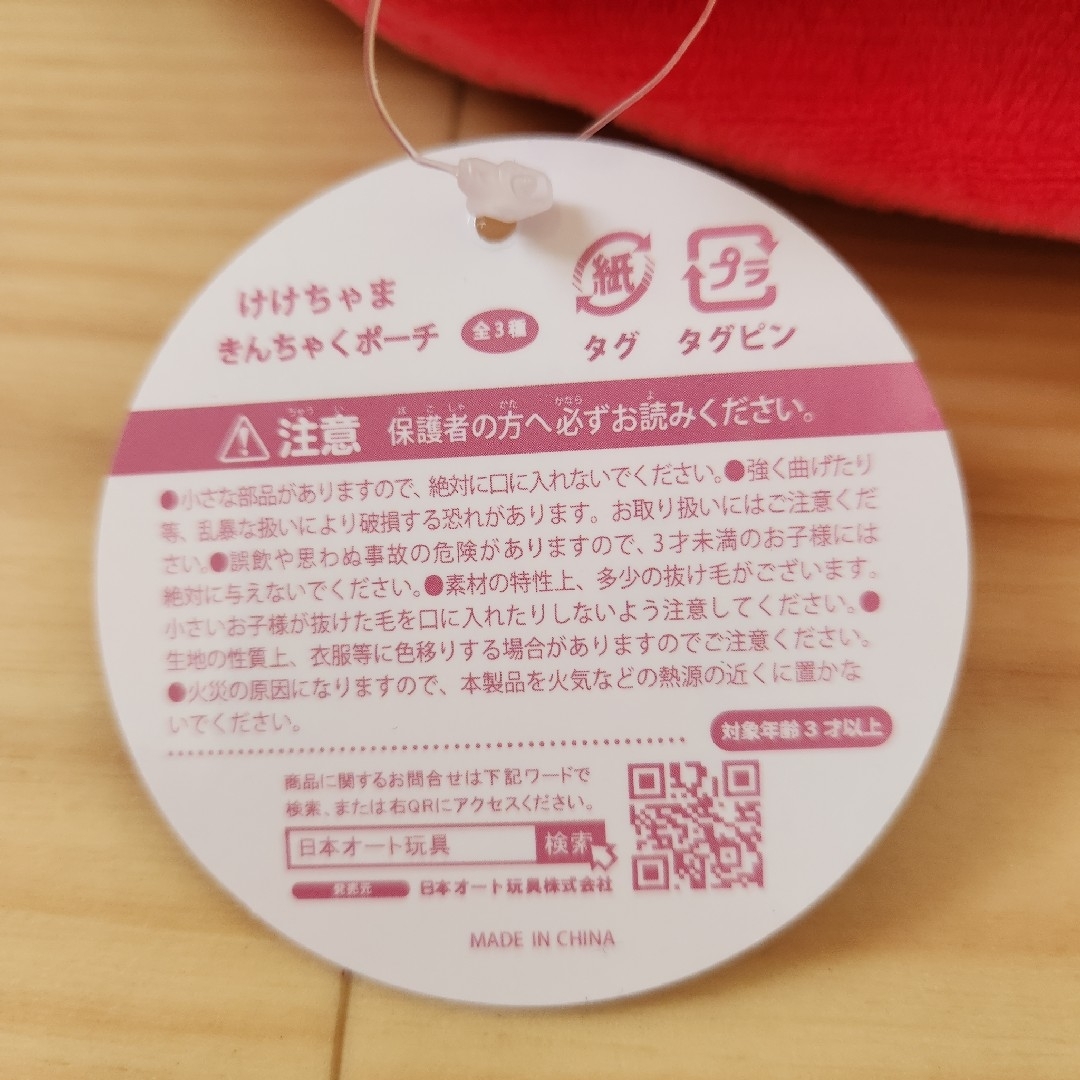 けけちゃま
きんちゃくポーチ 全3種
紙 プラ
タグ タグピン
注意 保護者の方へ必ずお読みください。
●小さな部品がありますので、絶対に口に入れないでください。●強く曲げたり
等、乱暴な扱いにより破損する恐れがあります。お取り扱いにはご注意くだ
さい。●誤飲や思わぬ事故の危険がありますので、3才未満のお子様には
絶対に与えないでください。●素材の特性上、多少の抜け毛がございます。
小さいお子様が抜けた毛を口に入れたりしないよう注意してください。●
生地の性質上、衣服等に色移りする場合がありますのでご注意ください。
●火災の原因になりますので、本製品を火気などの熱源の近くに置かな
いでください。
対象年齢3才以上
商品に関するお問合せは下記ワードで
検索、または右QRにアクセスください。
日本オート玩具 検索
発売元 日本オート玩具株式会社
MADE IN CHINA